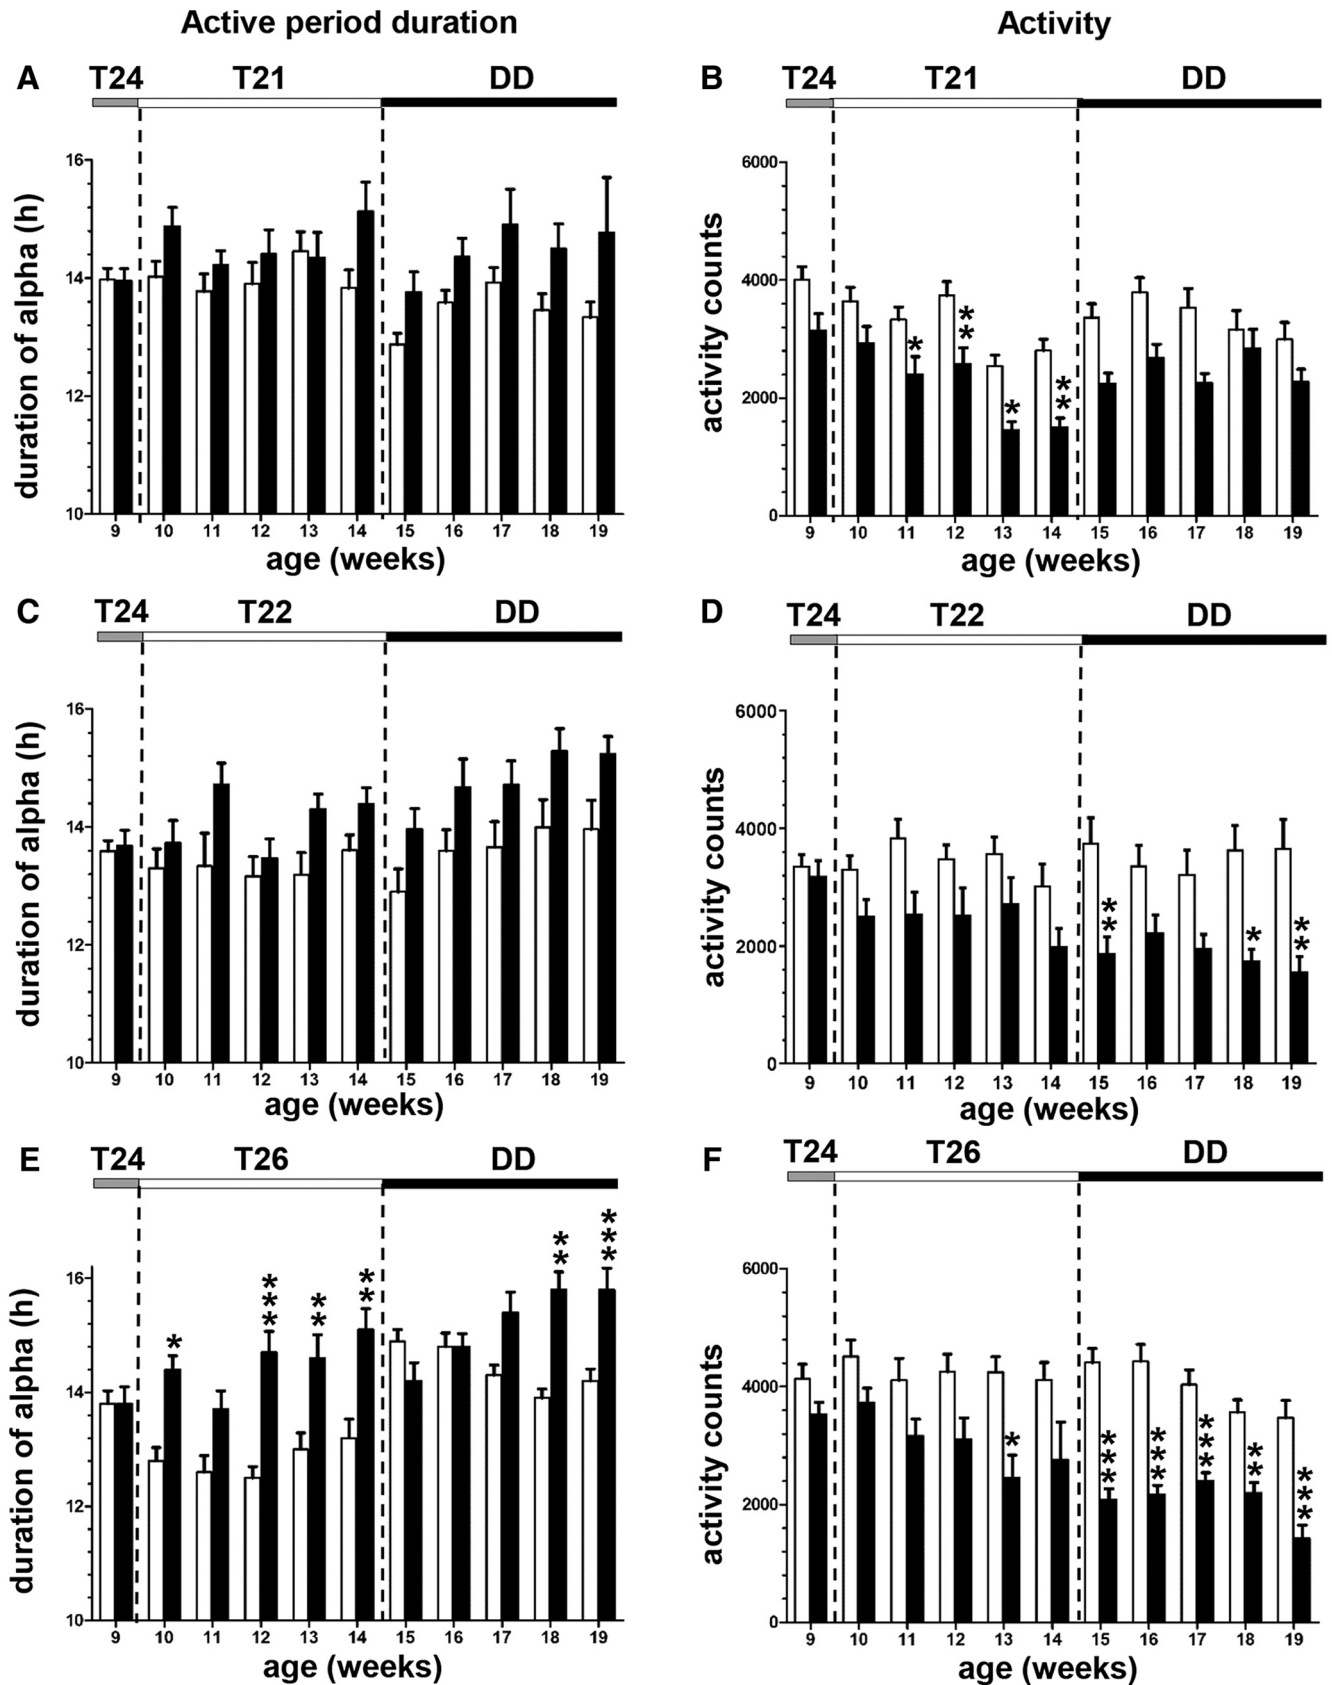 Active period duration
Activity
A
T24 T21 DD
16
14
12
10
duration of alpha (h)
9 10 11 12 13 14 15 16 17 18 19
age (weeks)
B
T24 T21 DD
6000
4000
2000
0
activity counts
* ** * **
9 10 11 12 13 14 15 16 17 18 19
age (weeks)
C
T24 T22 DD
16
14
12
10
duration of alpha (h)
9 10 11 12 13 14 15 16 17 18 19
age (weeks)
D
T24 T22 DD
6000
4000
2000
0
activity counts
** * **
9 10 11 12 13 14 15 16 17 18 19
age (weeks)
E
T24 T26 DD
16
14
12
10
duration of alpha (h)
* *** ** ** ** ***
9 10 11 12 13 14 15 16 17 18 19
age (weeks)
F
T24 T26 DD
6000
4000
2000
0
activity counts
* *** *** *** ** ***
9 10 11 12 13 14 15 16 17 18 19
age (weeks)